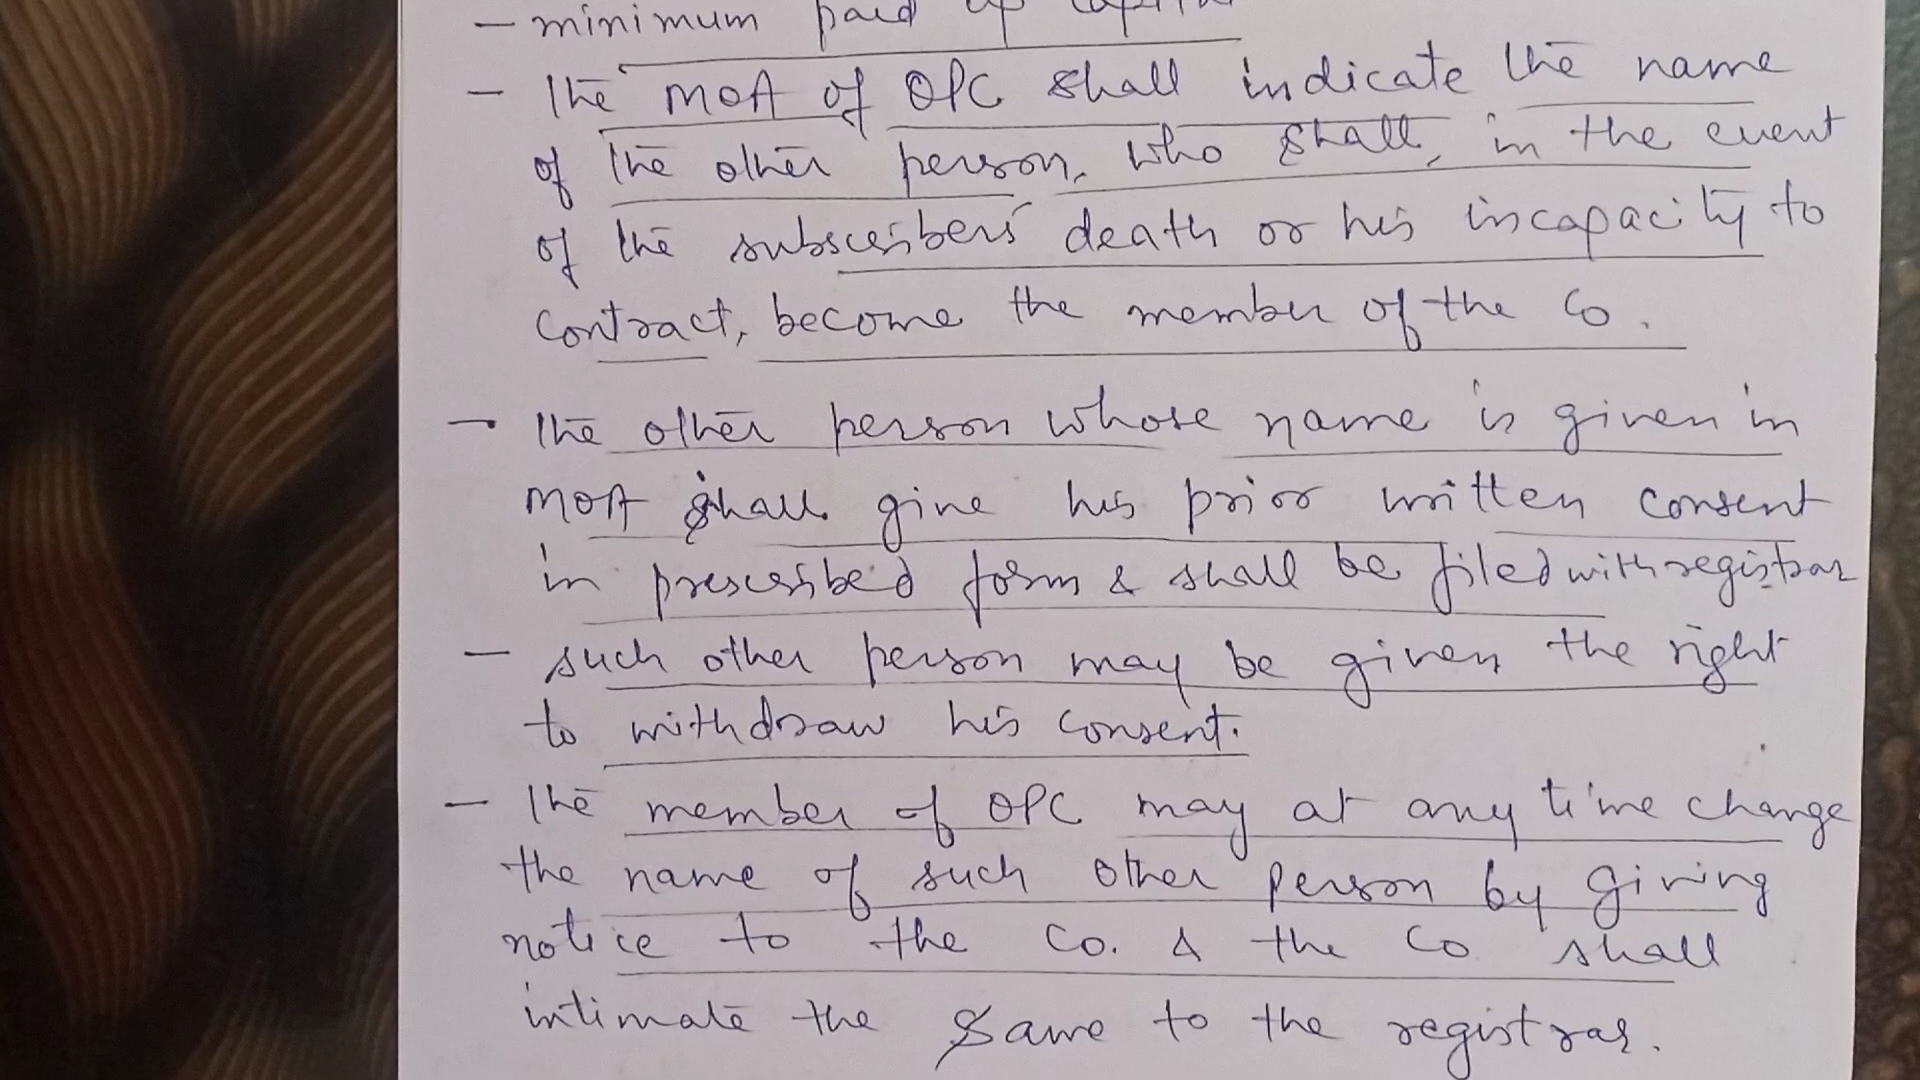 - minimum paid up capital
- the MOA of OPC shall indicate the name
of the other person, who shall, in the event
of the subscribers' death or his incapacity to
contract, become the member of the Co.
- the other person whose name is given in
MOA shall give his prior written consent
in prescribed form & shall be filed with registrar
- such other person may be given the right
to withdraw his consent.
- the member of OPC may at any time change
the name of such other person by giving
notice to the Co. & the Co shall
intimate the same to the registrar.